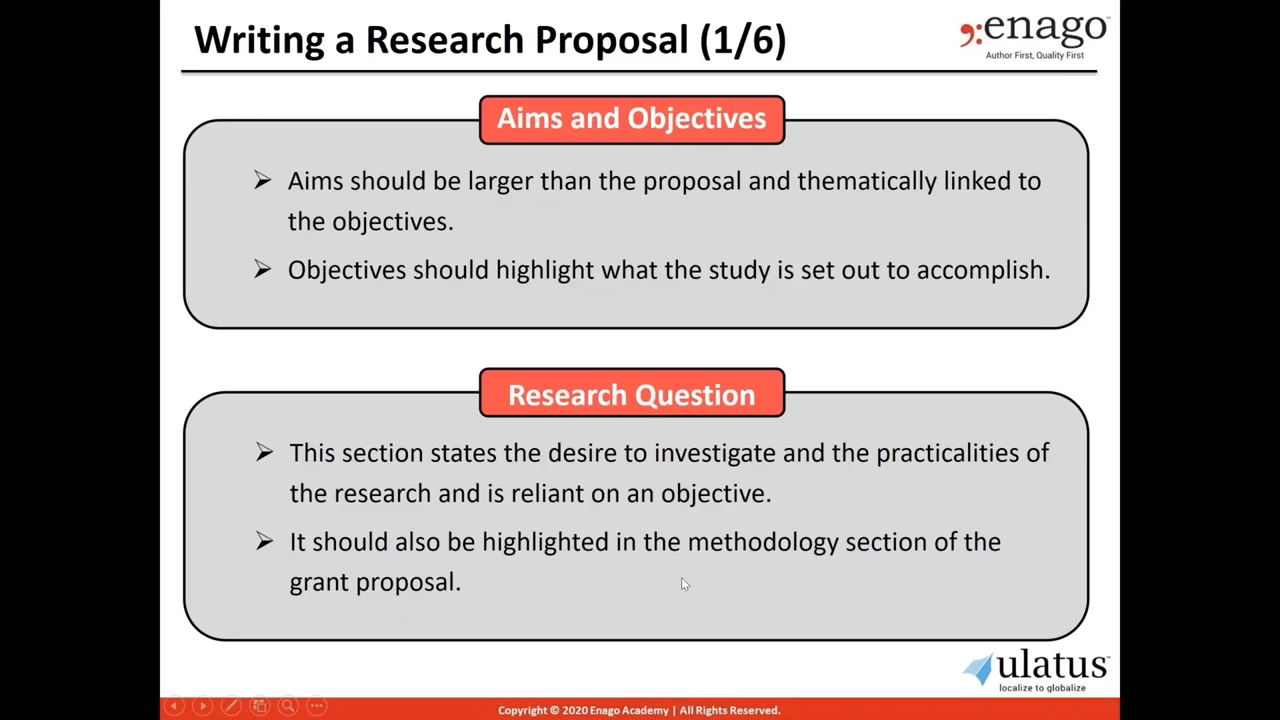 Writing a Research Proposal (1/6)
enago™
Author First, Quality First
Aims and Objectives
➢ Aims should be larger than the proposal and thematically linked to
the objectives.
➢ Objectives should highlight what the study is set out to accomplish.
Research Question
➢ This section states the desire to investigate and the practicalities of
the research and is reliant on an objective.
➢ It should also be highlighted in the methodology section of the
grant proposal.
ulatus™
localize to globalize
Copyright © 2020 Enago Academy | All Rights Reserved.